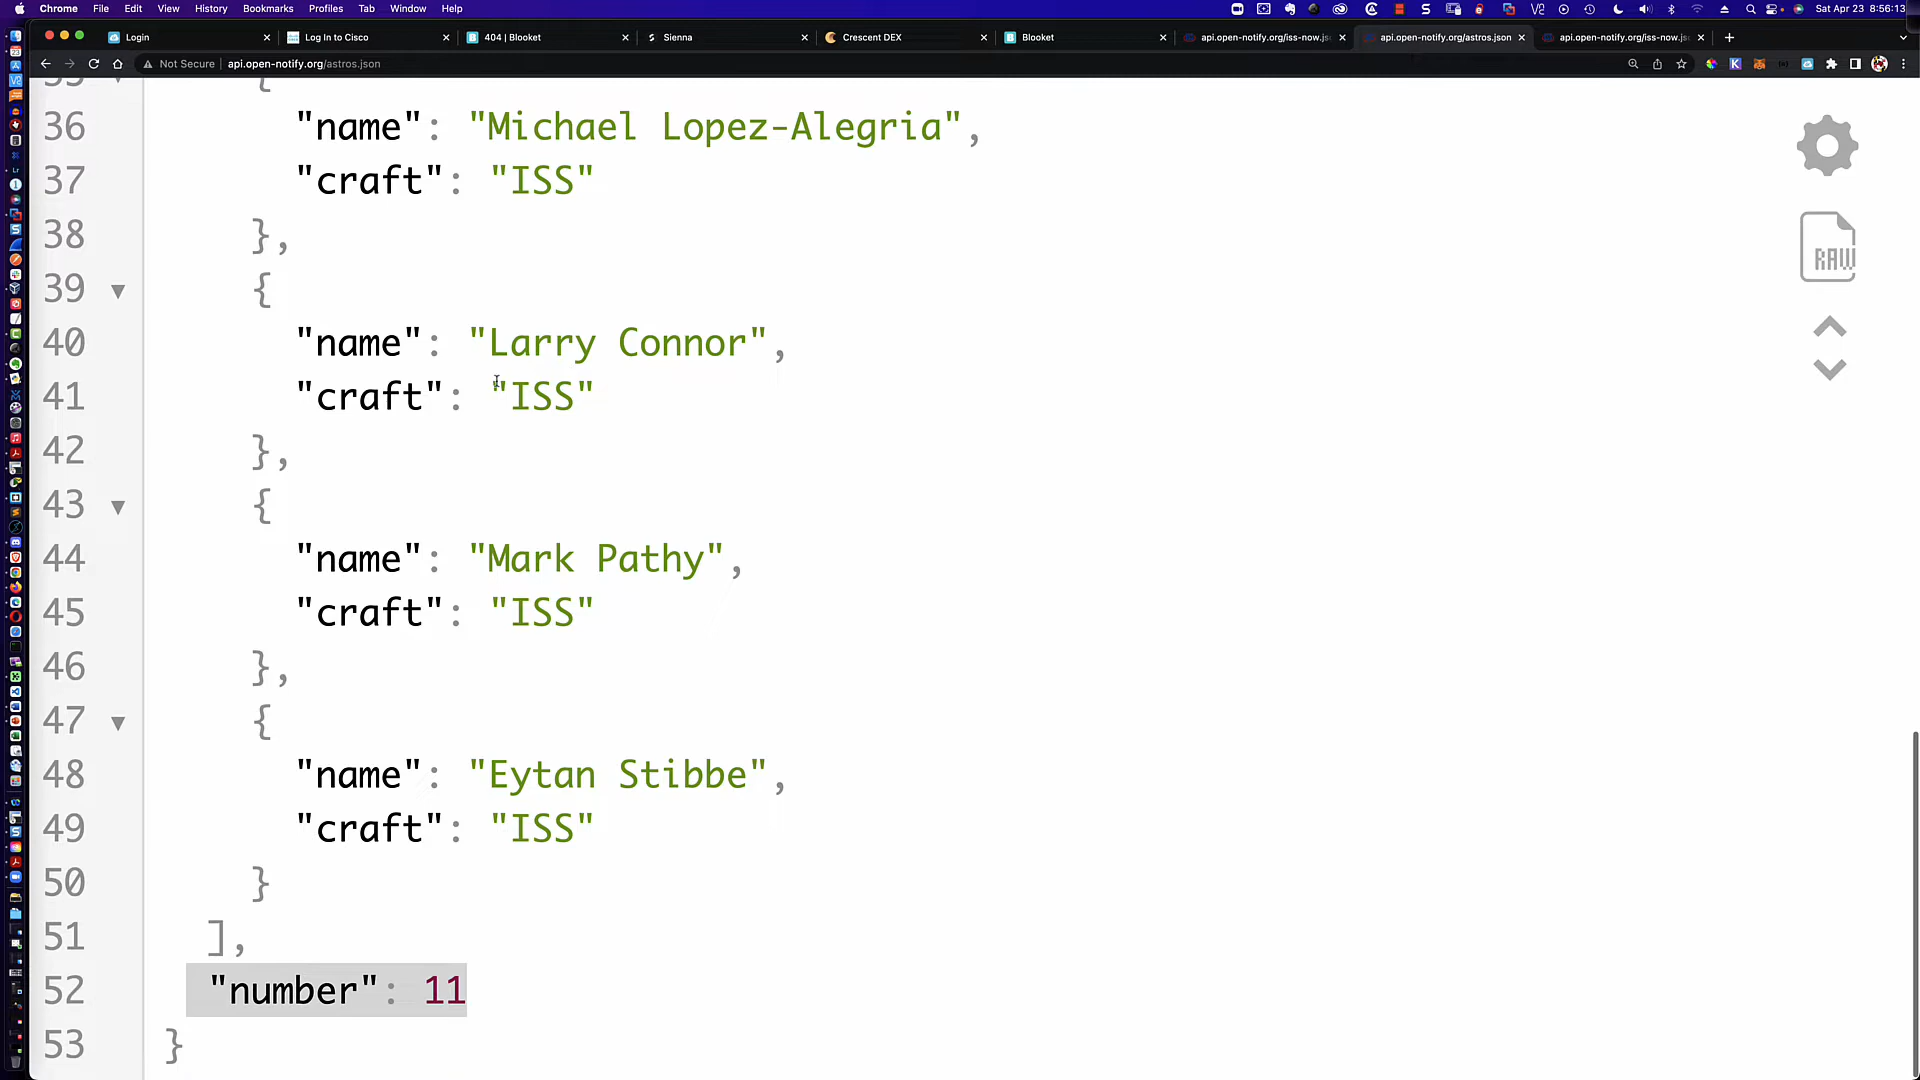 Chrome File Edit View History Bookmarks Profiles Tab Window Help
Sat Apr 23 8:56:13
Login
Log In to Cisco
404 | Blooket
Sienna
Crescent DEX
Blooket
api.open-notify.org/iss-now.js
api.open-notify.org/astros.json
api.open-notify.org/iss-now.js
Not Secure api.open-notify.org/astros.json
35 {
36 "name": "Michael Lopez-Alegria",
37 "craft": "ISS"
38 },
39 {
40 "name": "Larry Connor",
41 "craft": "ISS"
42 },
43 {
44 "name": "Mark Pathy",
45 "craft": "ISS"
46 },
47 {
48 "name": "Eytan Stibbe",
49 "craft": "ISS"
50 }
51 ],
52 "number": 11
53 }
RAW